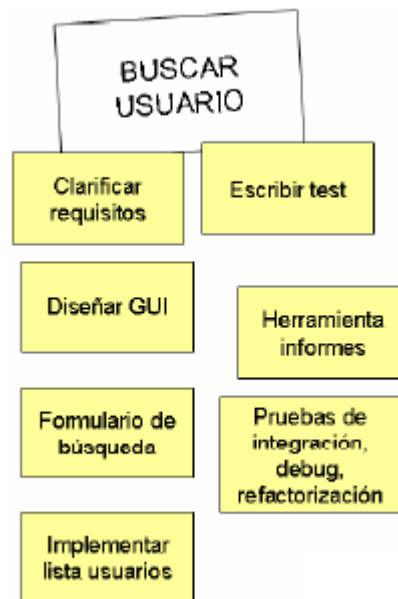 BUSCAR
USUARIO
Clarificar
requisitos
Escribir test
Diseñar GUI
Herramienta
informes
Formulario de
búsqueda
Pruebas de
integración,
debug,
refactorización
Implementar
lista usuarios